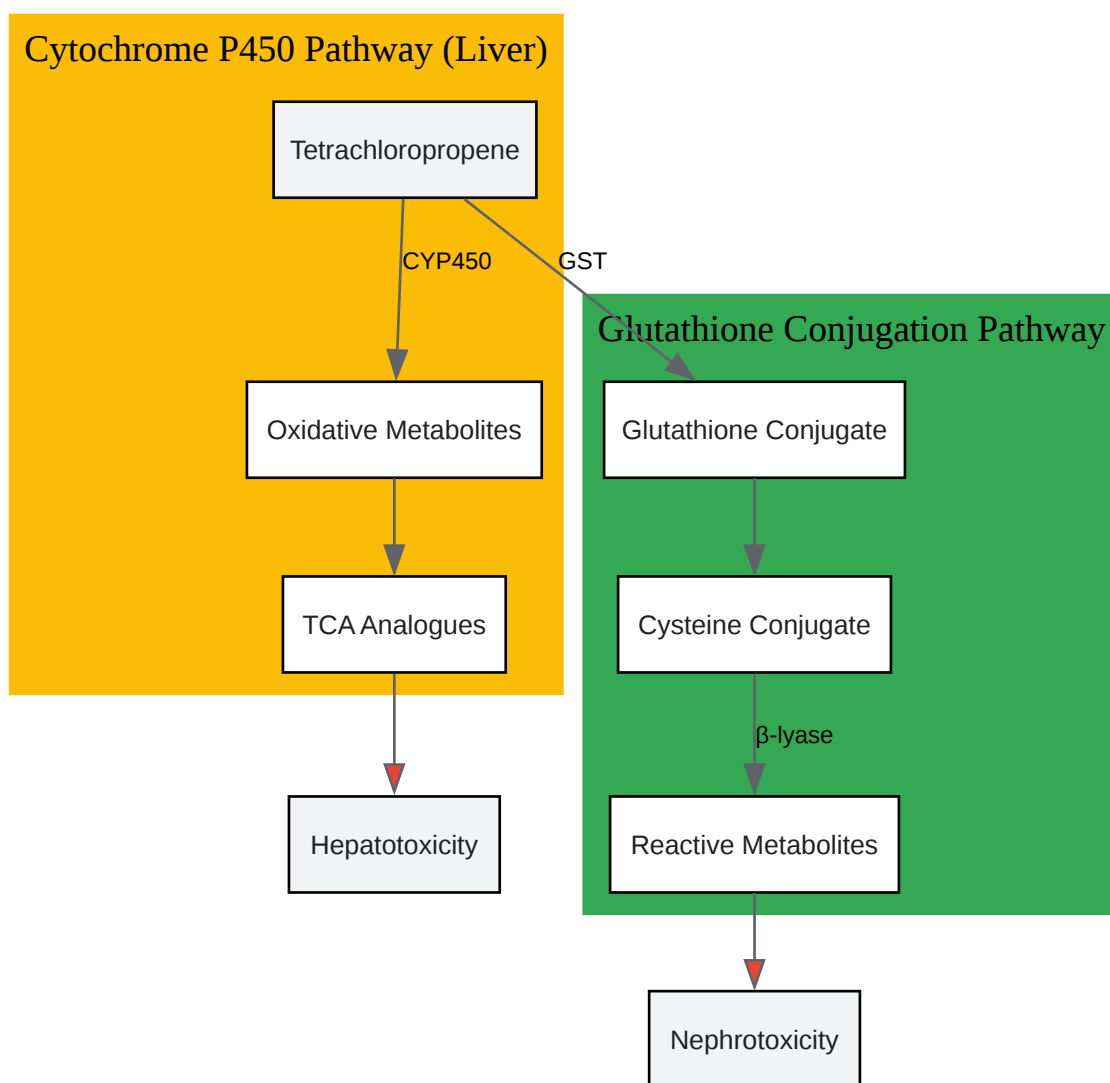 Cytochrome P450 Pathway (Liver)
Tetrachloropropene
CYP450
GST
Glutathione Conjugation Pathway
Oxidative Metabolites
Glutathione Conjugate
TCA Analogues
Cysteine Conjugate
β-lyase
Hepatotoxicity
Reactive Metabolites
Nephrotoxicity